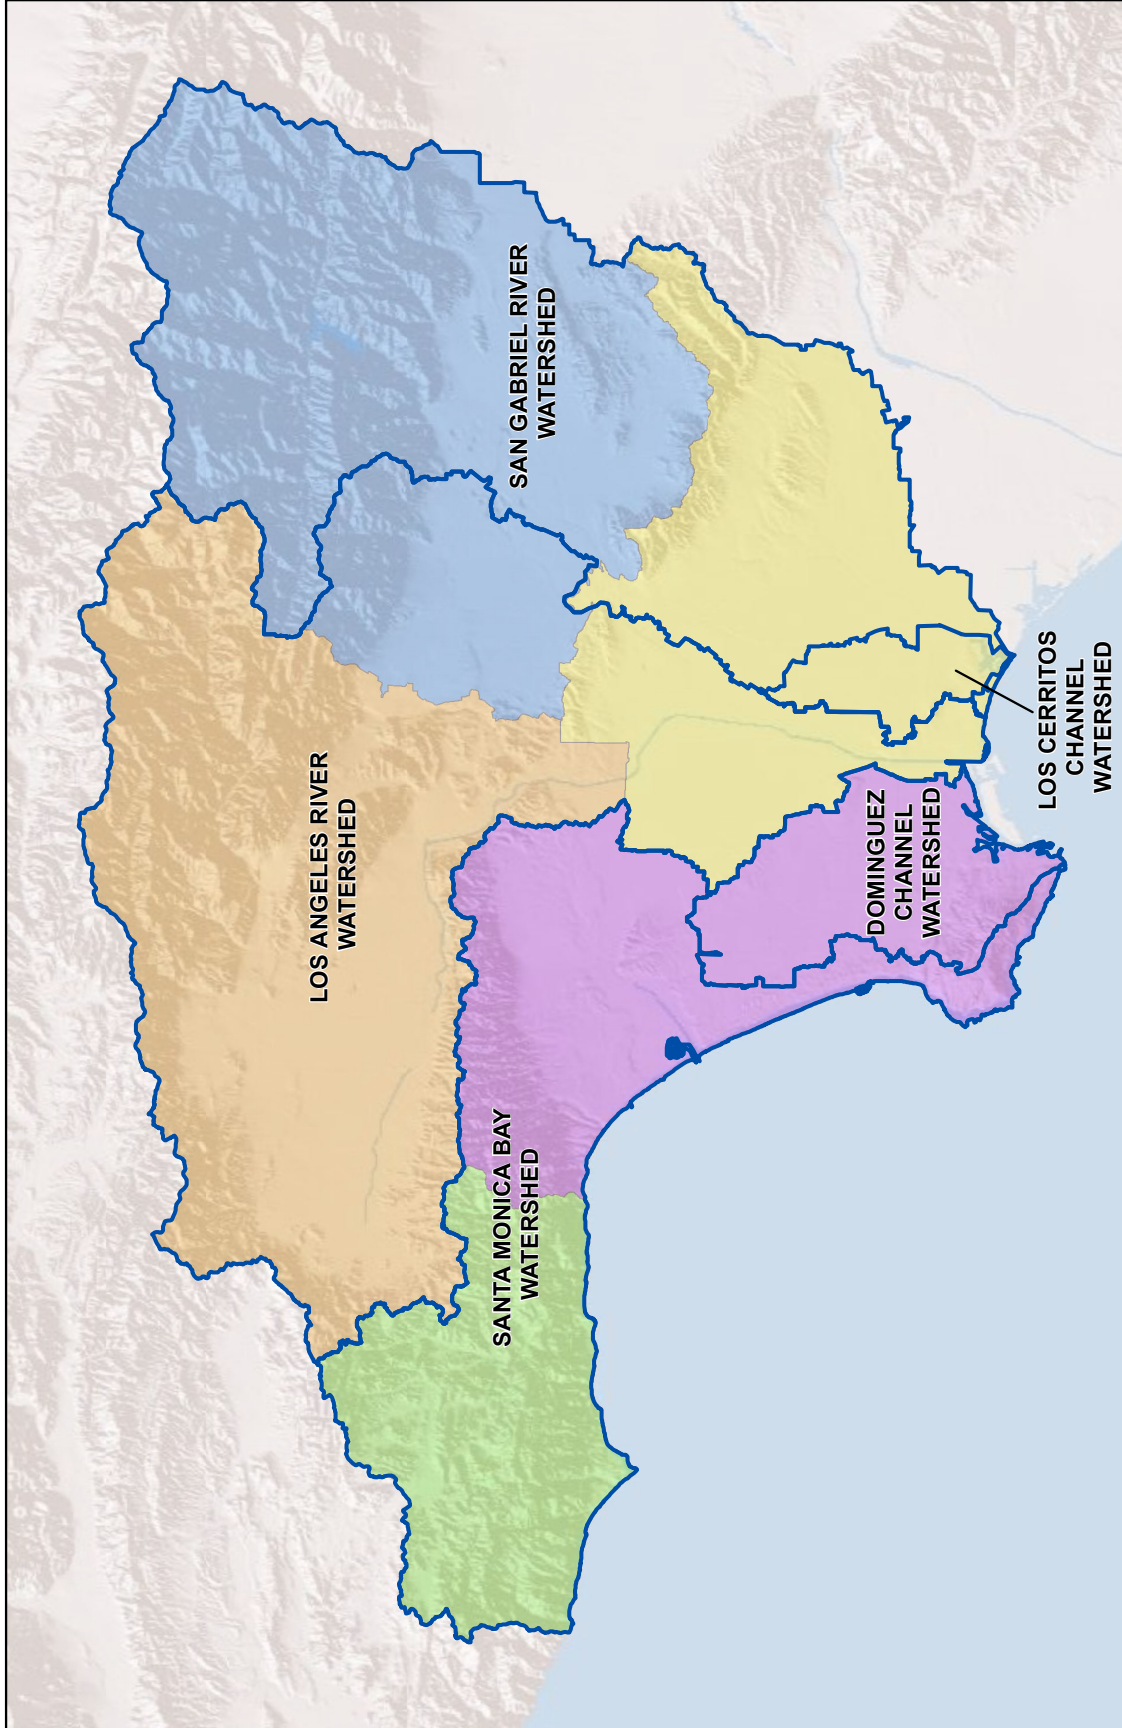 LOS ANGELES RIVER
WATERSHED
SAN GABRIEL RIVER
WATERSHED
SANTA MONICA BAY
WATERSHED
DOMINGUEZ
CHANNEL
WATERSHED
LOS CERRITOS
CHANNEL
WATERSHED